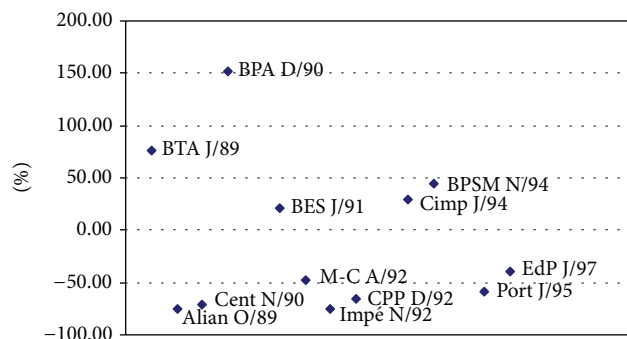 200.00
BPA D/90
150.00
100.00
BTA J/89
(%)
50.00
BPSM N/94
BES J/91
Cimp J/94
0.00
EdP J/97
M-C A/92
−50.00
Cent N/90
CPP D/92
Port J/95
Alian O/89
Impé N/92
−100.00